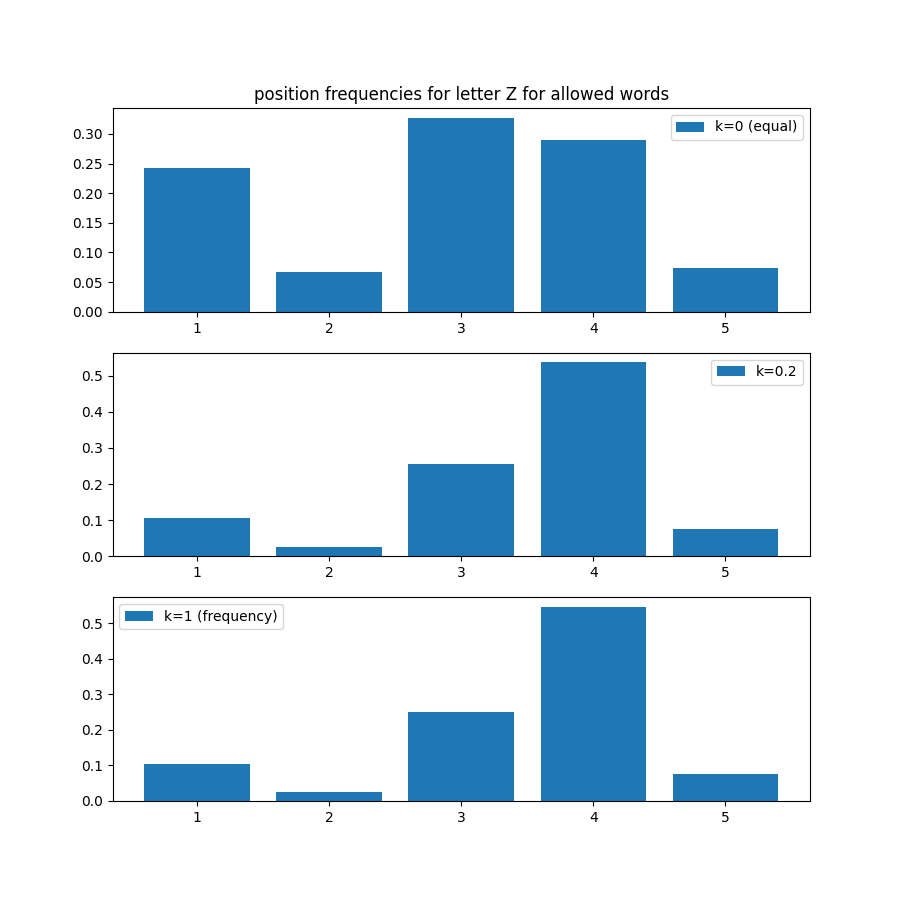 position frequencies for letter Z for allowed words
k=0 (equal)
0.30
0.25
0.20
0.15
0.10
0.05
0.00
1 2 3 4 5
k=0.2
0.5
0.4
0.3
0.2
0.1
0.0
1 2 3 4 5
k=1 (frequency)
0.5
0.4
0.3
0.2
0.1
0.0
1 2 3 4 5